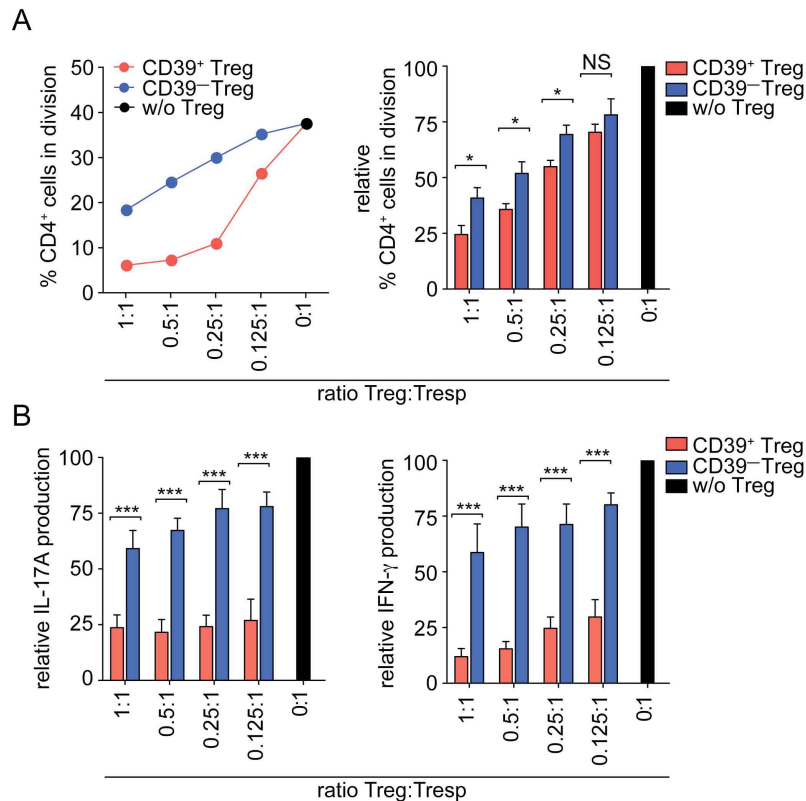 A
% CD4+ cells in division
50
40
30
20
10
0
CD39+ Treg
CD39—Treg
w/o Treg
1:1
0.5:1
0.25:1
0.125:1
0:1
relative
% CD4+ cells in division
100
75
50
25
0
*
*
*
NS
CD39+ Treg
CD39—Treg
w/o Treg
1:1
0.5:1
0.25:1
0.125:1
0:1
ratio Treg:Tresp
B
relative IL-17A production
100
75
50
25
0
***
***
***
***
1:1
0.5:1
0.25:1
0.125:1
0:1
relative IFN-γ production
100
75
50
25
0
***
***
***
***
CD39+ Treg
CD39—Treg
w/o Treg
1:1
0.5:1
0.25:1
0.125:1
0:1
ratio Treg:Tresp